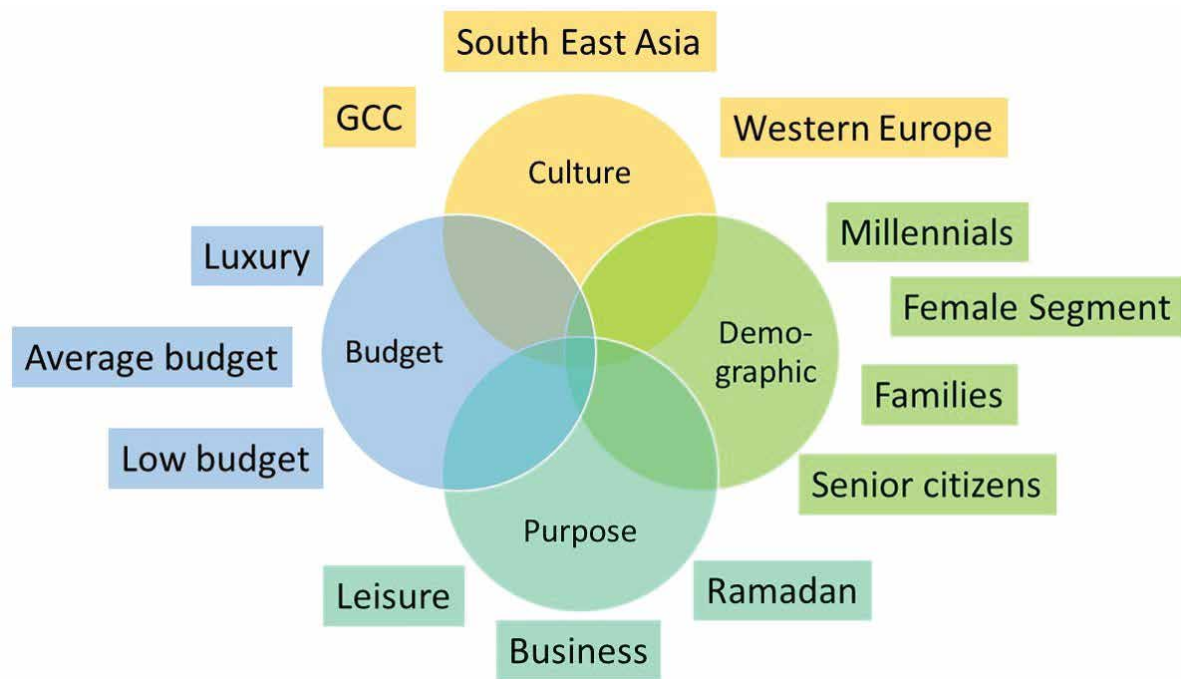 South East Asia
GCC
Western Europe
Culture
Luxury
Millennials
Female Segment
Average budget
Budget
Demo-
graphic
Families
Low budget
Senior citizens
Purpose
Leisure
Ramadan
Business